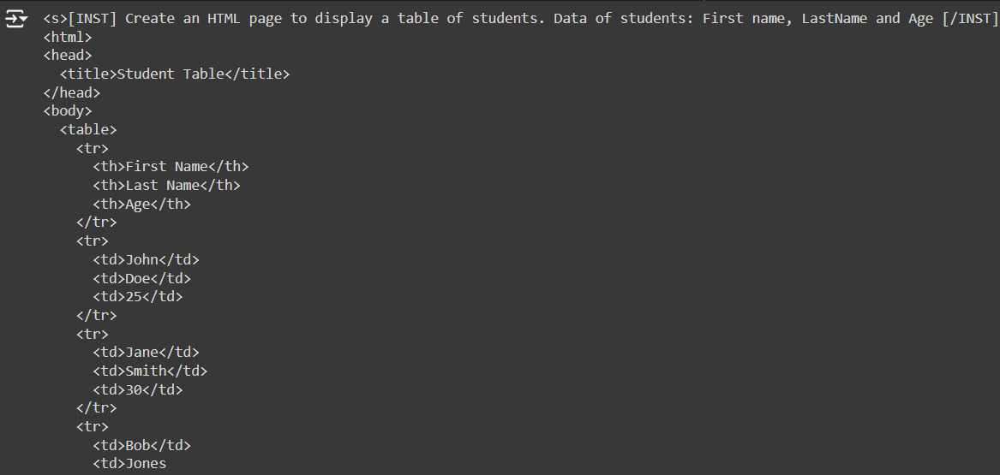 <s>[INST] Create an HTML page to display a table of students. Data of students: First name, LastName and Age [/INST]
<html>
<head>
  <title>Student Table</title>
</head>
<body>
  <table>
    <tr>
      <th>First Name</th>
      <th>Last Name</th>
      <th>Age</th>
    </tr>
    <tr>
      <td>John</td>
      <td>Doe</td>
      <td>25</td>
    </tr>
    <tr>
      <td>Jane</td>
      <td>Smith</td>
      <td>30</td>
    </tr>
    <tr>
      <td>Bob</td>
      <td>Jones